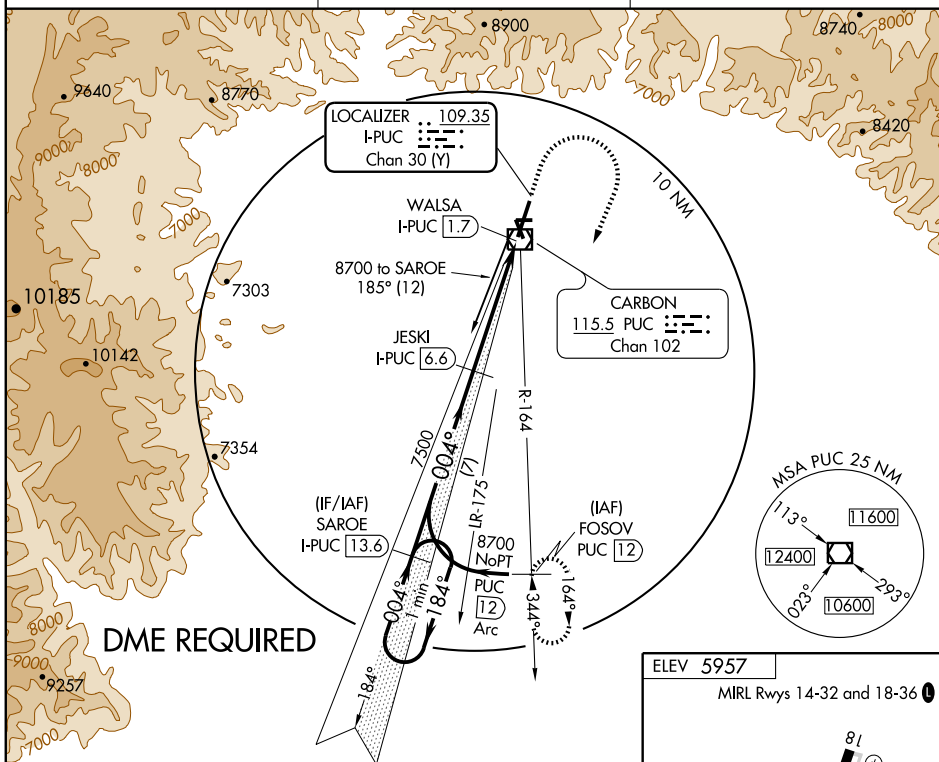 8900
8740
8000
9640
8770
7000
8420
9000
8000
7000
LOCALIZER 109.35
I-PUC
Chan 30 (Y)
10 NM
WALSA
I-PUC 1.7
8700 to SAROE
185° (12)
7303
10185
CARBON
115.5 PUC
Chan 102
JESKI
I-PUC 6.6
10142
R-164
7354
7500
004°
(7)
LR-175
MSA PUC 25 NM
113°
11600
12400
023°
293°
10600
(IF/IAF)
SAROE
I-PUC 13.6
8700
NoPT
PUC
12
Arc
(IAF)
FOSOV
PUC 12
004°
1 min
184°
344°
164°
184°
DME REQUIRED
8000
9000
9257
7000
ELEV 5957
MIRL Rwys 14-32 and 18-36 L
18